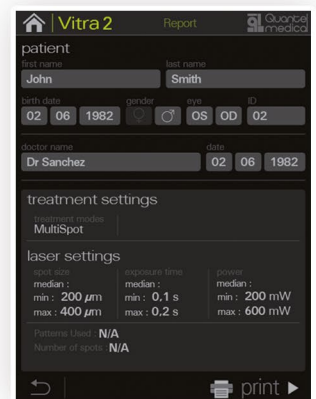 Vitra 2 Report Quantel medical
patient
first name last name
John Smith
birth date gender eye ID
02 06 1982 OS OD 02
doctor name date
Dr Sanchez 02 06 1982
treatment settings
treatment modes
MultiSpot
laser settings
spot size exposure time power
median : median : median :
min : 200 µm min : 0,1 s min : 200 mW
max : 400 µm max : 0,2 s max : 600 mW
Patterns Used : N/A
Number of spots : N/A
print